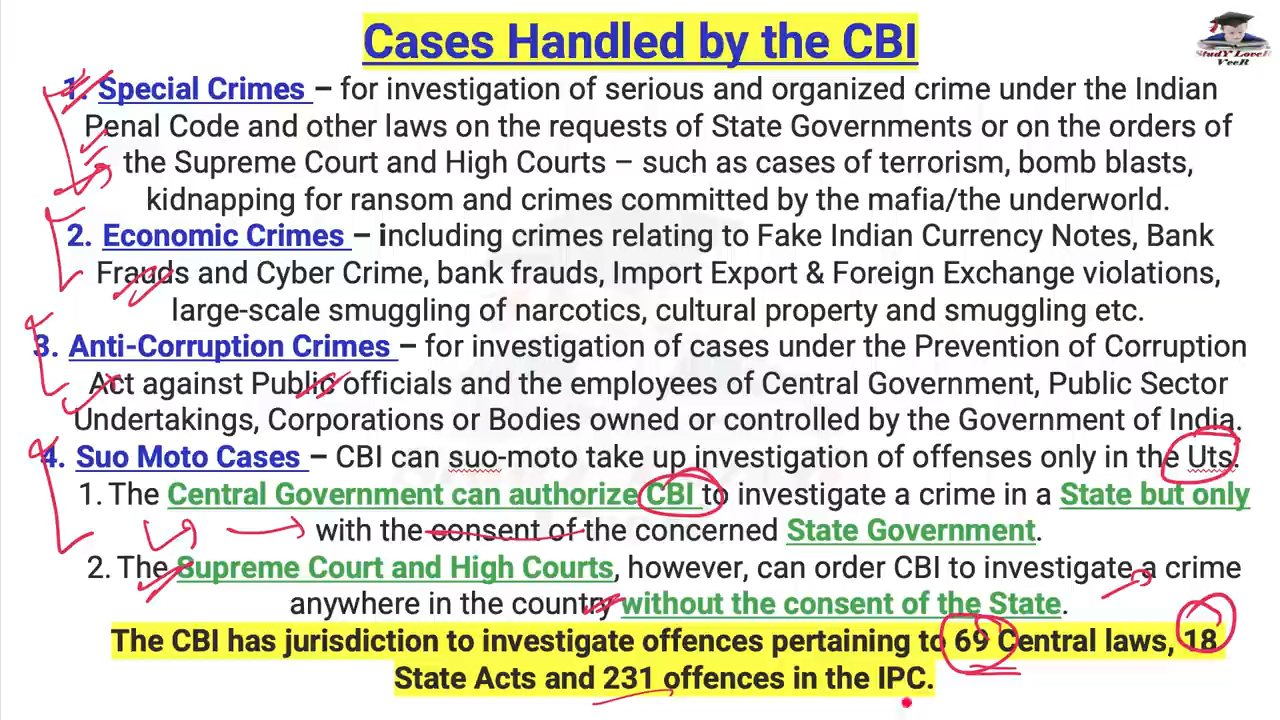 Cases Handled by the CBI
StudY LoveR
VeeR
1. Special Crimes – for investigation of serious and organized crime under the Indian
Penal Code and other laws on the requests of State Governments or on the orders of
the Supreme Court and High Courts – such as cases of terrorism, bomb blasts,
kidnapping for ransom and crimes committed by the mafia/the underworld.
2. Economic Crimes – including crimes relating to Fake Indian Currency Notes, Bank
Frauds and Cyber Crime, bank frauds, Import Export & Foreign Exchange violations,
large-scale smuggling of narcotics, cultural property and smuggling etc.
3. Anti-Corruption Crimes – for investigation of cases under the Prevention of Corruption
Act against Public officials and the employees of Central Government, Public Sector
Undertakings, Corporations or Bodies owned or controlled by the Government of India.
4. Suo Moto Cases – CBI can suo-moto take up investigation of offenses only in the Uts.
1. The Central Government can authorize CBI to investigate a crime in a State but only
with the consent of the concerned State Government.
2. The Supreme Court and High Courts, however, can order CBI to investigate a crime
anywhere in the country without the consent of the State.
The CBI has jurisdiction to investigate offences pertaining to 69 Central laws, 18
State Acts and 231 offences in the IPC.